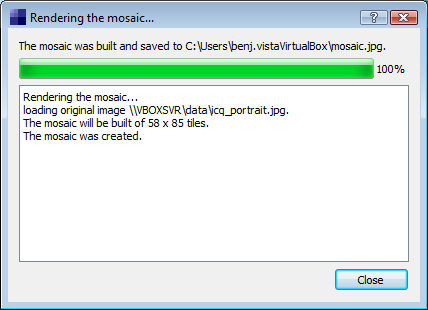 Rendering the mosaic...
The mosaic was built and saved to C:\Users\benj.vistaVirtualBox\mosaic.jpg.
100%
Rendering the mosaic...
loading original image \\VBOXSVR\data\icq_portrait.jpg.
The mosaic will be built of 58 x 85 tiles.
The mosaic was created.
Close